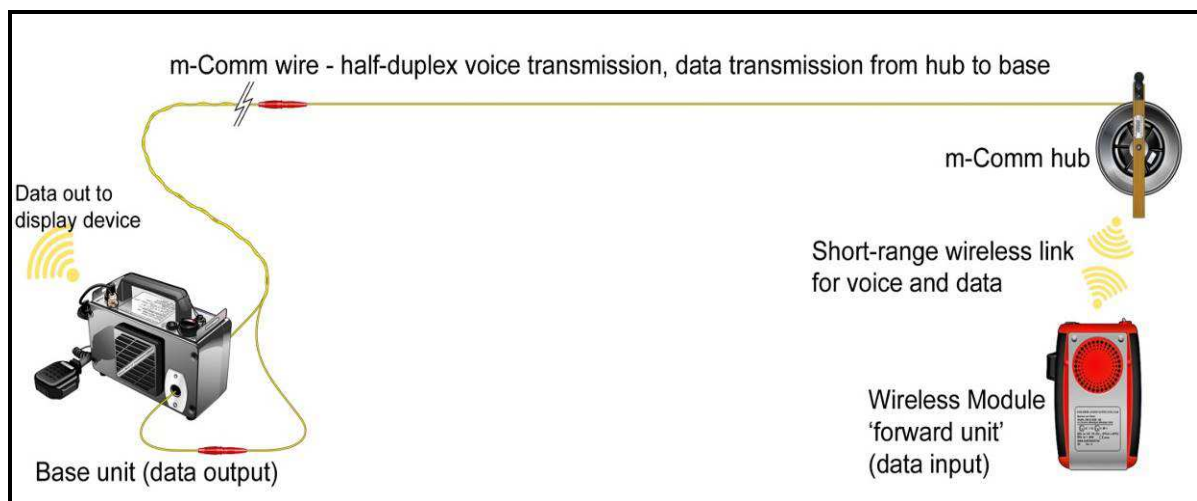 m-Comm wire - half-duplex voice transmission, data transmission from hub to base
m-Comm hub
Data out to
display device
Short-range wireless link
for voice and data
Wireless Module
‘forward unit’
(data input)
Base unit (data output)